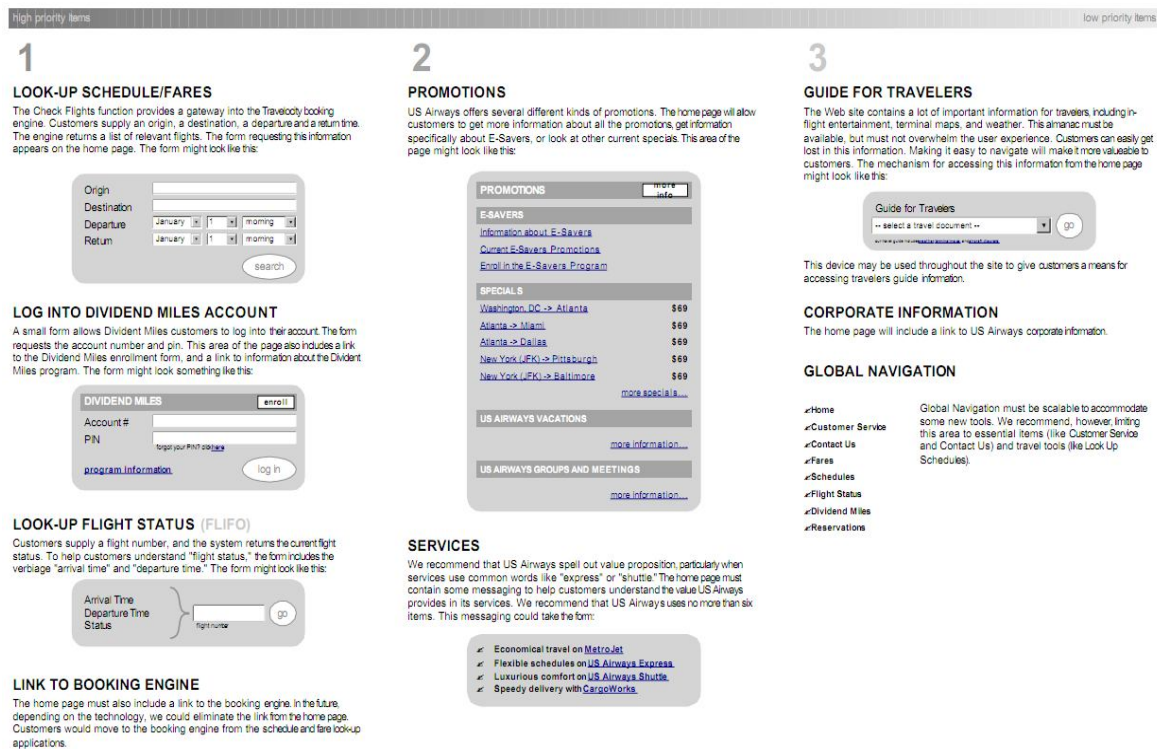 high priority items
low priority items
1
LOOK-UP SCHEDULE/FARES
The Check Flights function provides a gateway into the Travelocity booking
engine. Customers supply an origin, a destination, a departure and a return time.
The engine returns a list of relevant flights. The form requesting this information
appears on the home page. The form might look like this:
Origin
Destination
Departure January 1 morning
Return January 1 morning
search
LOG INTO DIVIDEND MILES ACCOUNT
A small form allows Divident Miles customers to log into their account. The form
requests the account number and pin. This area of the page also includes a link
to the Dividend Miles enrollment form, and a link to information about the Divident
Miles program. The form might look something like this:
DIVIDEND MILES enroll
Account #
PIN
forgot your PIN? click here
program information log in
LOOK-UP FLIGHT STATUS (FLIFO)
Customers supply a flight number, and the system returns the current flight
status. To help customers understand "flight status," the form includes the
verbiage "arrival time" and "departure time." The form might look like this:
Arrival Time
Departure Time
Status
flight number
go
LINK TO BOOKING ENGINE
The home page must also include a link to the booking engine. In the future,
depending on the technology, we could eliminate the link from the home page.
Customers would move to the booking engine from the schedule and fare look-up
applications.
2
PROMOTIONS
US Airways offers several different kinds of promotions. The home page will allow
customers to get more information about all the promotions, get information
specifically about E-Savers, or look at other current specials. This area of the
page might look like this:
PROMOTIONS more info
E-SAVERS
Information about E-Savers
Current E-Savers Promotions
Enroll in the E-Savers Program
SPECIALS
Washington, DC -> Atlanta $69
Atlanta -> Miami $69
Atlanta -> Dallas $69
New York (JFK) -> Pittsburgh $69
New York (JFK) -> Baltimore $69
more specials...
US AIRWAYS VACATIONS
more information...
US AIRWAYS GROUPS AND MEETINGS
more information...
SERVICES
We recommend that US Airways spell out value proposition, particularly when
services use common words like "express" or "shuttle." The home page must
contain some messaging to help customers understand the value US Airways
provides in its services. We recommend that US Airways uses no more than six
items. This messaging could take the form:
Economical travel on MetroJet
Flexible schedules on US Airways Express
Luxurious comfort on US Airways Shuttle
Speedy delivery with CargoWorks
3
GUIDE FOR TRAVELERS
The Web site contains a lot of important information for travelers, including in-
flight entertainment, terminal maps, and weather. This almanac must be
available, but must not overwhelm the user experience. Customers can easily get
lost in this information. Making it easy to navigate will make it more valueable to
customers. The mechanism for accessing this information from the home page
might look like this:
Guide for Travelers
-- select a travel document -- go
This device may be used throughout the site to give customers a means for
accessing travelers guide information.
CORPORATE INFORMATION
The home page will include a link to US Airways corporate information.
GLOBAL NAVIGATION
Home
Customer Service
Contact Us
Fares
Schedules
Flight Status
Dividend Miles
Reservations
Global Navigation must be scalable to accommodate
some new tools. We recommend, however, limiting
this area to essential items (like Customer Service
and Contact Us) and travel tools (like Look Up
Schedules).